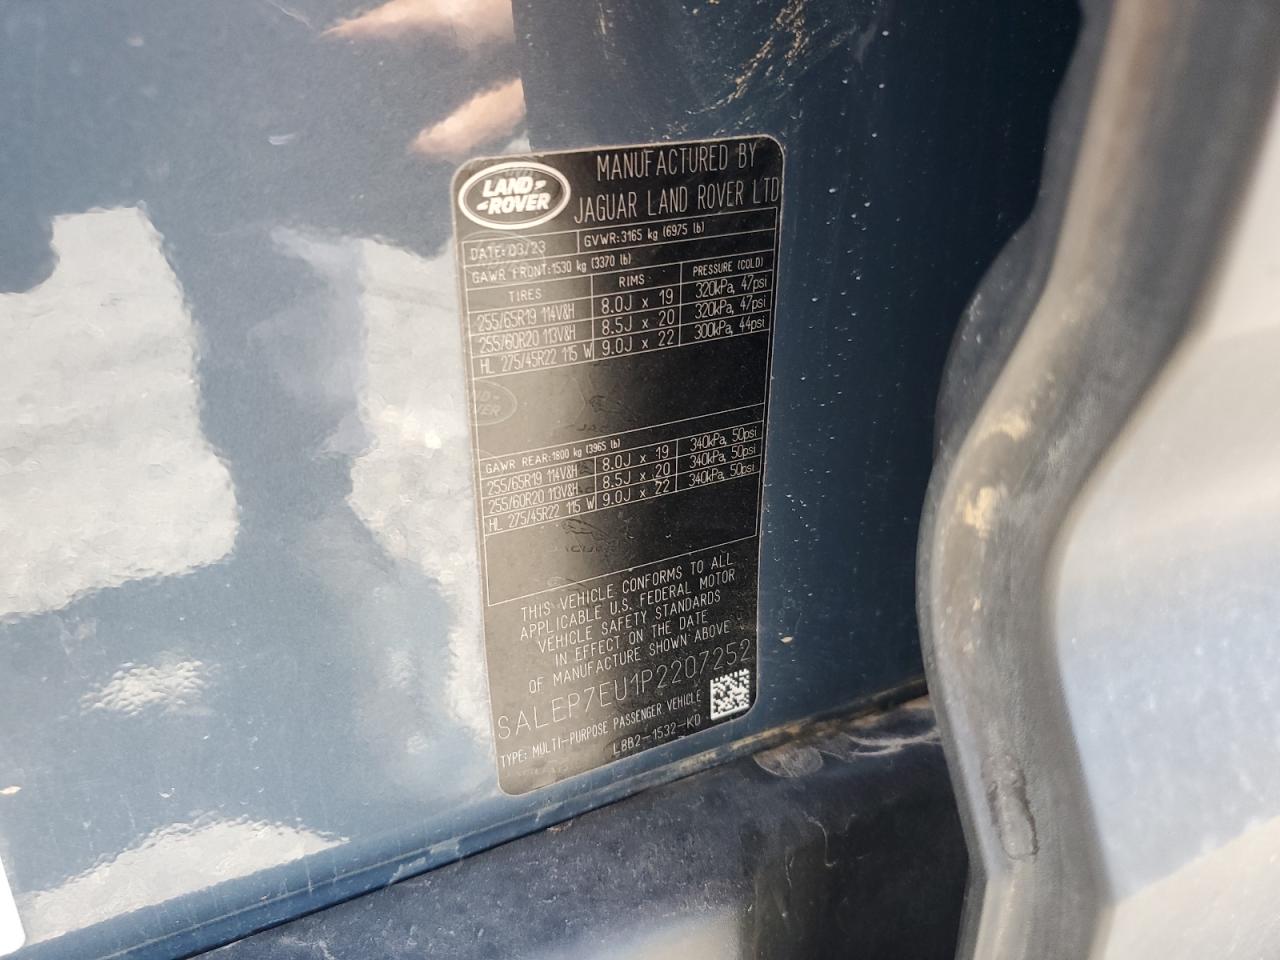 LAND-
-ROVER
MANUFACTURED BY
JAGUAR LAND ROVER LTD
DATE: 03/23
GVWR:3165 kg (6975 lb)
GAWR FRONT:1530 kg (3370 lb)
TIRES RIMS PRESSURE (COLD)
255/65R19 114V&H 8.0J x 19 320kPa, 47psi
255/60R20 113V&H 8.5J x 20 320kPa, 47psi
HL 275/45R22 115 W 9.0J x 22 300kPa, 44psi
GAWR REAR:1800 kg (3965 lb)
255/65R19 114V&H 8.0J x 19 340kPa, 50psi
255/60R20 113V&H 8.5J x 20 340kPa, 50psi
HL 275/45R22 115 W 9.0J x 22 340kPa, 50psi
THIS VEHICLE CONFORMS TO ALL
APPLICABLE U.S. FEDERAL MOTOR
VEHICLE SAFETY STANDARDS
IN EFFECT ON THE DATE
OF MANUFACTURE SHOWN ABOVE
SALEP7EU1P2207252
TYPE: MULTI-PURPOSE PASSENGER VEHICLE
L8B2-1532-KD